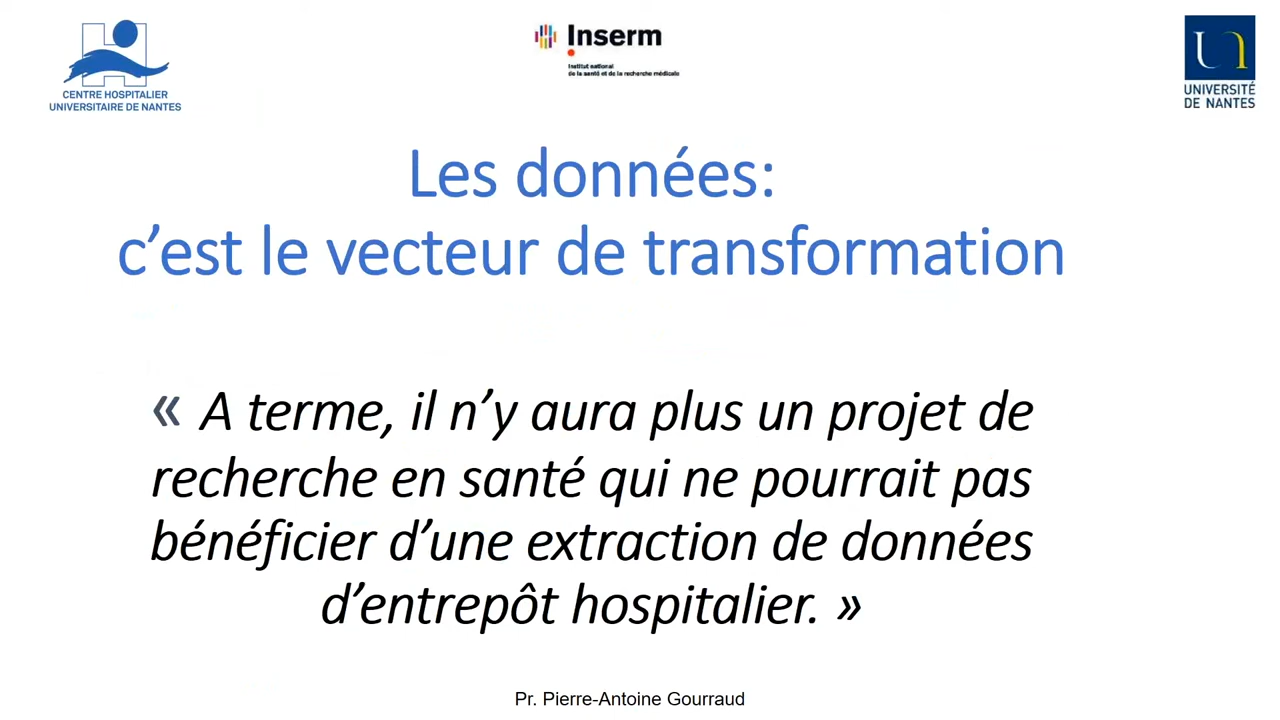 CENTRE HOSPITALIER
UNIVERSITAIRE DE NANTES
Inserm
Institut national
de la santé et de la recherche médicale
UNIVERSITÉ
DE NANTES
Les données:
c’est le vecteur de transformation
« A terme, il n’y aura plus un projet de
recherche en santé qui ne pourrait pas
bénéficier d’une extraction de données
d’entrepôt hospitalier. »
Pr. Pierre-Antoine Gourraud